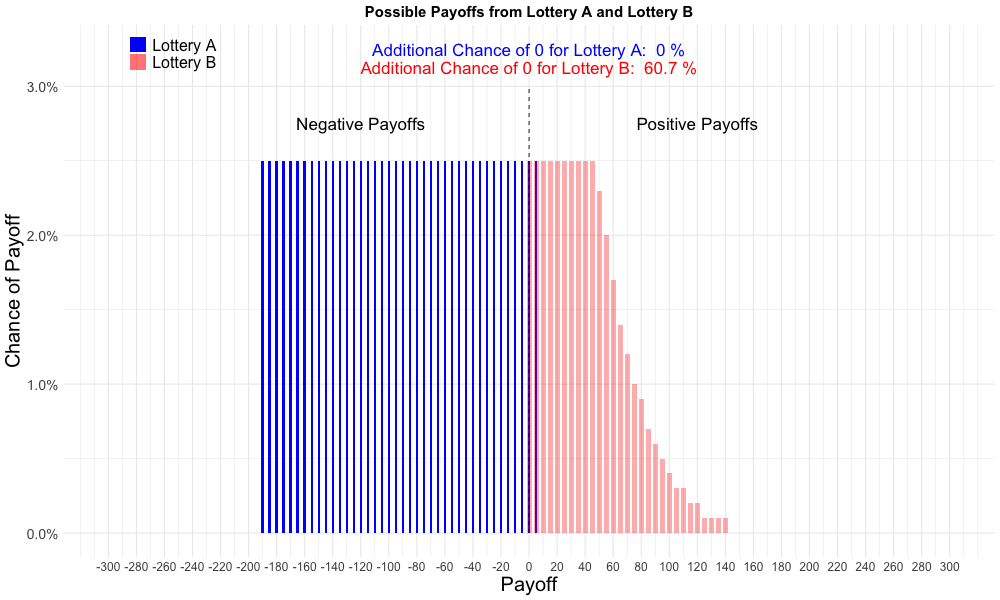 Possible Payoffs from Lottery A and Lottery B
Lottery A
Lottery B
Additional Chance of 0 for Lottery A:  0 %
Additional Chance of 0 for Lottery B:  60.7 %
Negative Payoffs
Positive Payoffs
Chance of Payoff
3.0%
2.0%
1.0%
0.0%
-300 -280 -260 -240 -220 -200 -180 -160 -140 -120 -100 -80 -60 -40 -20 0 20 40 60 80 100 120 140 160 180 200 220 240 260 280 300
Payoff